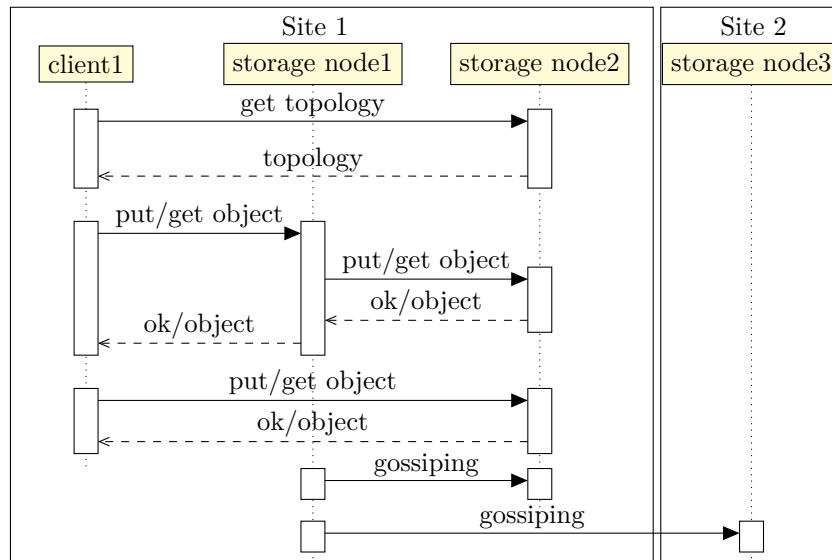 Site 1
Site 2
client1
storage node1
storage node2
storage node3
get topology
topology
put/get object
put/get object
ok/object
ok/object
put/get object
ok/object
gossiping
gossiping